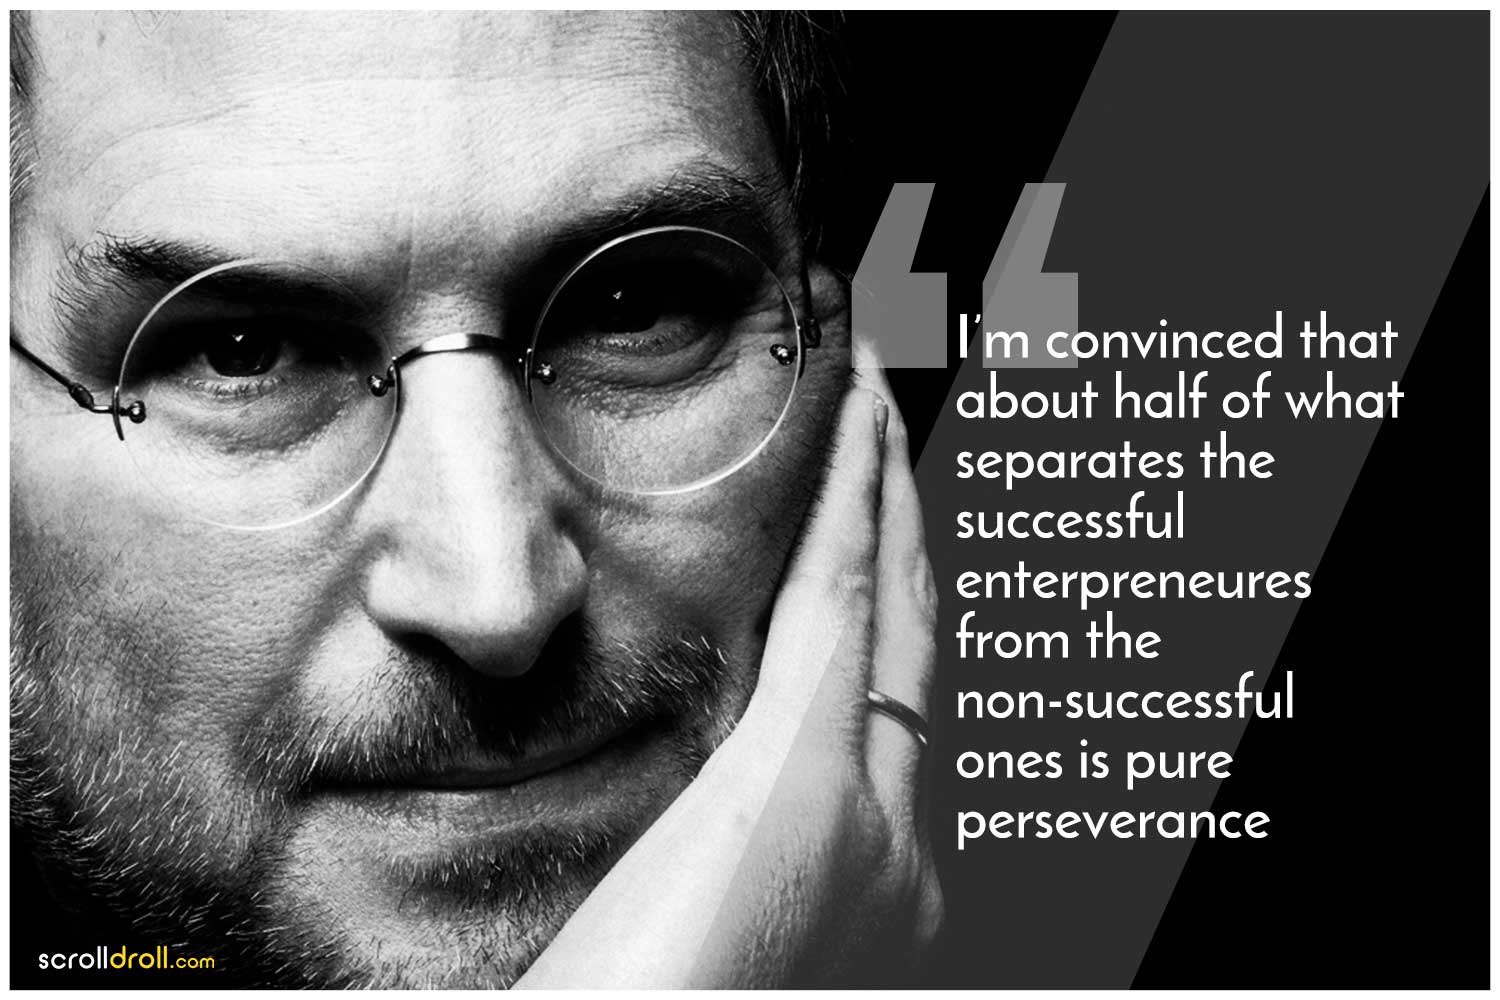 I'm convinced that
about half of what
separates the
successful
enterpreneures
from the
non-successful
ones is pure
perseverance
scrolldroll.com